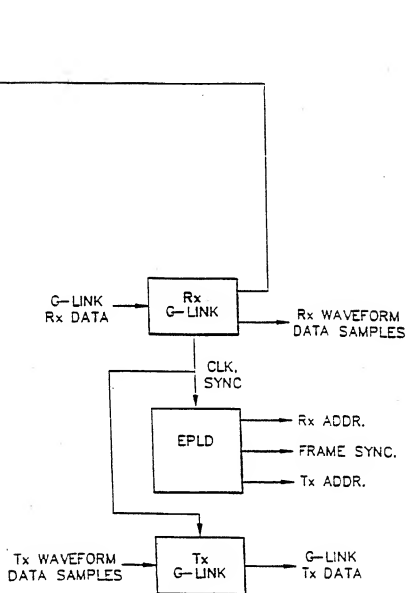 G-LINK
Rx DATA
Rx
G-LINK
Rx WAVEFORM
DATA SAMPLES
CLK,
SYNC
EPLD
Rx ADDR.
FRAME SYNC.
Tx ADDR.
Tx WAVEFORM
DATA SAMPLES
Tx
G-LINK
G-LINK
Tx DATA